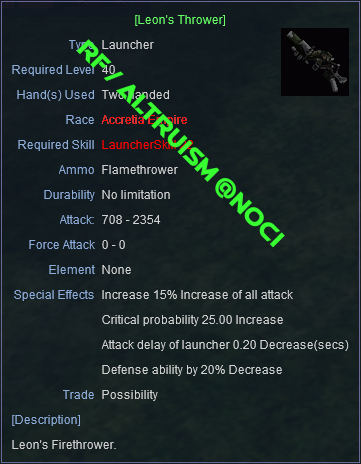 [Leon's Thrower]
Type Launcher
Required Level 40
Hand(s) Used Two Handed
Race Accretia Empire
Required Skill
Ammo Flamethrower
Durability No limitation
Attack: 708 - 2354
Force Attack 0 - 0
Element None
Special Effects Increase 15% Increase of all attack
Critical probability 25.00 Increase
Attack delay of launcher 0.20 Decrease(secs)
Defense ability by 20% Decrease
Trade Possibility
[Description]
Leon's Firethrower.
RF/ ALTRUISM @NOCI